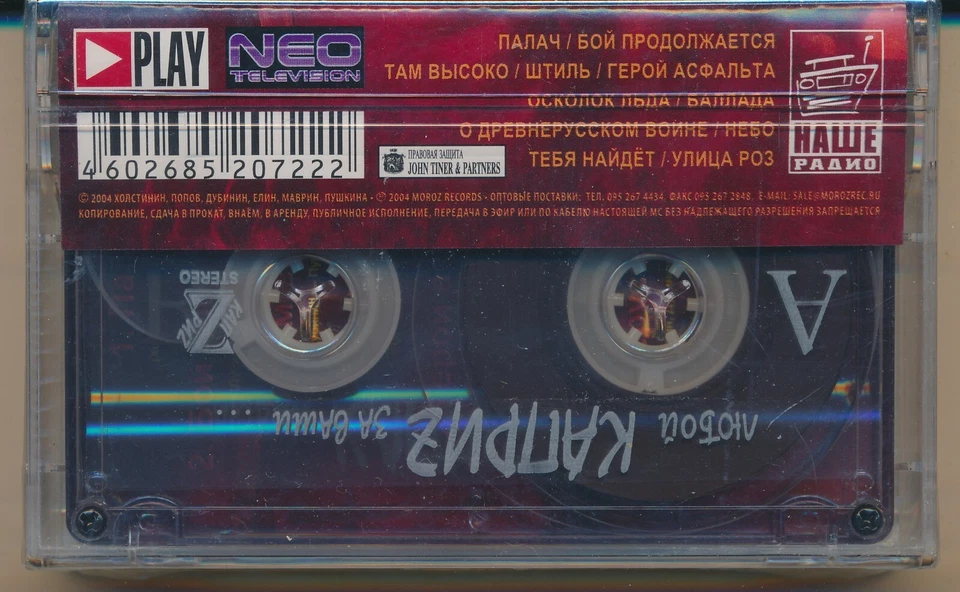 PLAY
NEO
TELEVISION
ПАЛАЧ / БОЙ ПРОДОЛЖАЕТСЯ
ТАМ ВЫСОКО / ШТИЛЬ / ГЕРОЙ АСФАЛЬТА
ОСКОЛОК ЛЬДА / БАЛЛАДА
О ДРЕВНЕРУССКОМ ВОИНЕ / НЕБО
ТЕБЯ НАЙДЁТ / УЛИЦА РОЗ
НАШЕ
РАДИО
4 602685 207222
ПРАВОВАЯ ЗАЩИТА
JOHN TINER & PARTNERS
© 2004 ХОЛСТИНИН, ПОПОВ, ДУБИНИН, ЕЛИН, МАВРИН, ПУШКИНА • ℗ 2004 MOROZ RECORDS • ОПТОВЫЕ ПОСТАВКИ: ТЕЛ. 095 267 4434, ФАКС 095 267 2848, E-MAIL: SALE@MOROZREC.RU
КОПИРОВАНИЕ, СДАЧА В ПРОКАТ, ВНАЁМ, В АРЕНДУ, ПУБЛИЧНОЕ ИСПОЛНЕНИЕ, ПЕРЕДАЧА В ЭФИР ИЛИ ПО КАБЕЛЮ НАСТОЯЩЕЙ МС БЕЗ НАДЛЕЖАЩЕГО РАЗРЕШЕНИЯ ЗАПРЕЩАЕТСЯ
A
STEREO
КАПРИZ
ЛЮБОЙ КАПРИZ ЗА ВАШИ ...